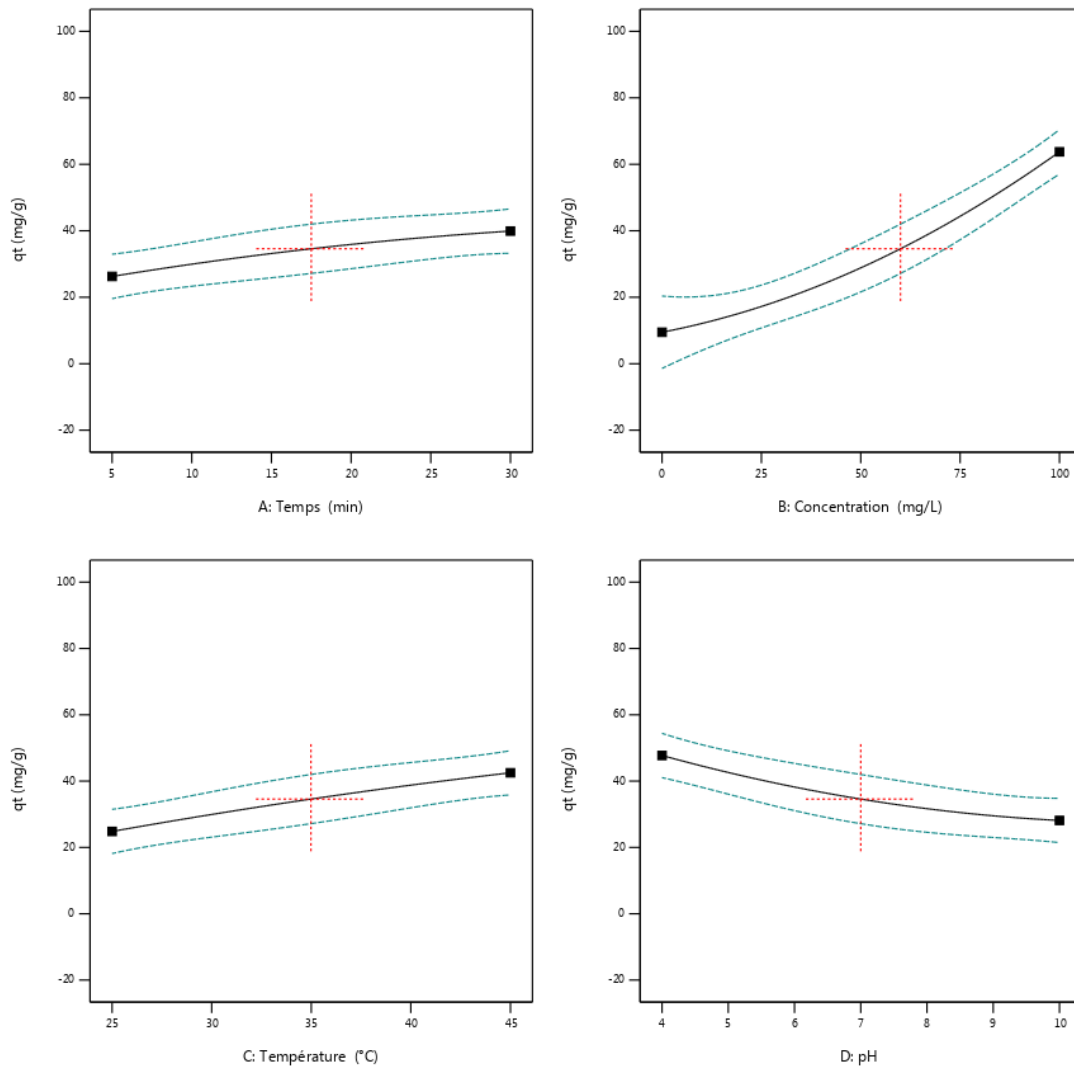 100
80
60
40
20
0
-20
qt (mg/g)
5 10 15 20 25 30
A: Temps (min)
100
80
60
40
20
0
-20
qt (mg/g)
0 25 50 75 100
B: Concentration (mg/L)
100
80
60
40
20
0
-20
qt (mg/g)
25 30 35 40 45
C: Température (°C)
100
80
60
40
20
0
-20
qt (mg/g)
4 5 6 7 8 9 10
D: pH